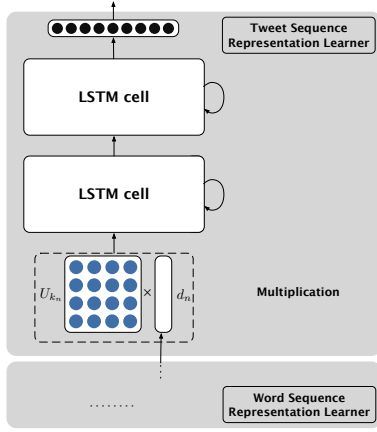 Tweet Sequence
Representation Learner
LSTM cell
LSTM cell
U_{k_n} × d_n
Multiplication
........
Word Sequence
Representation Learner